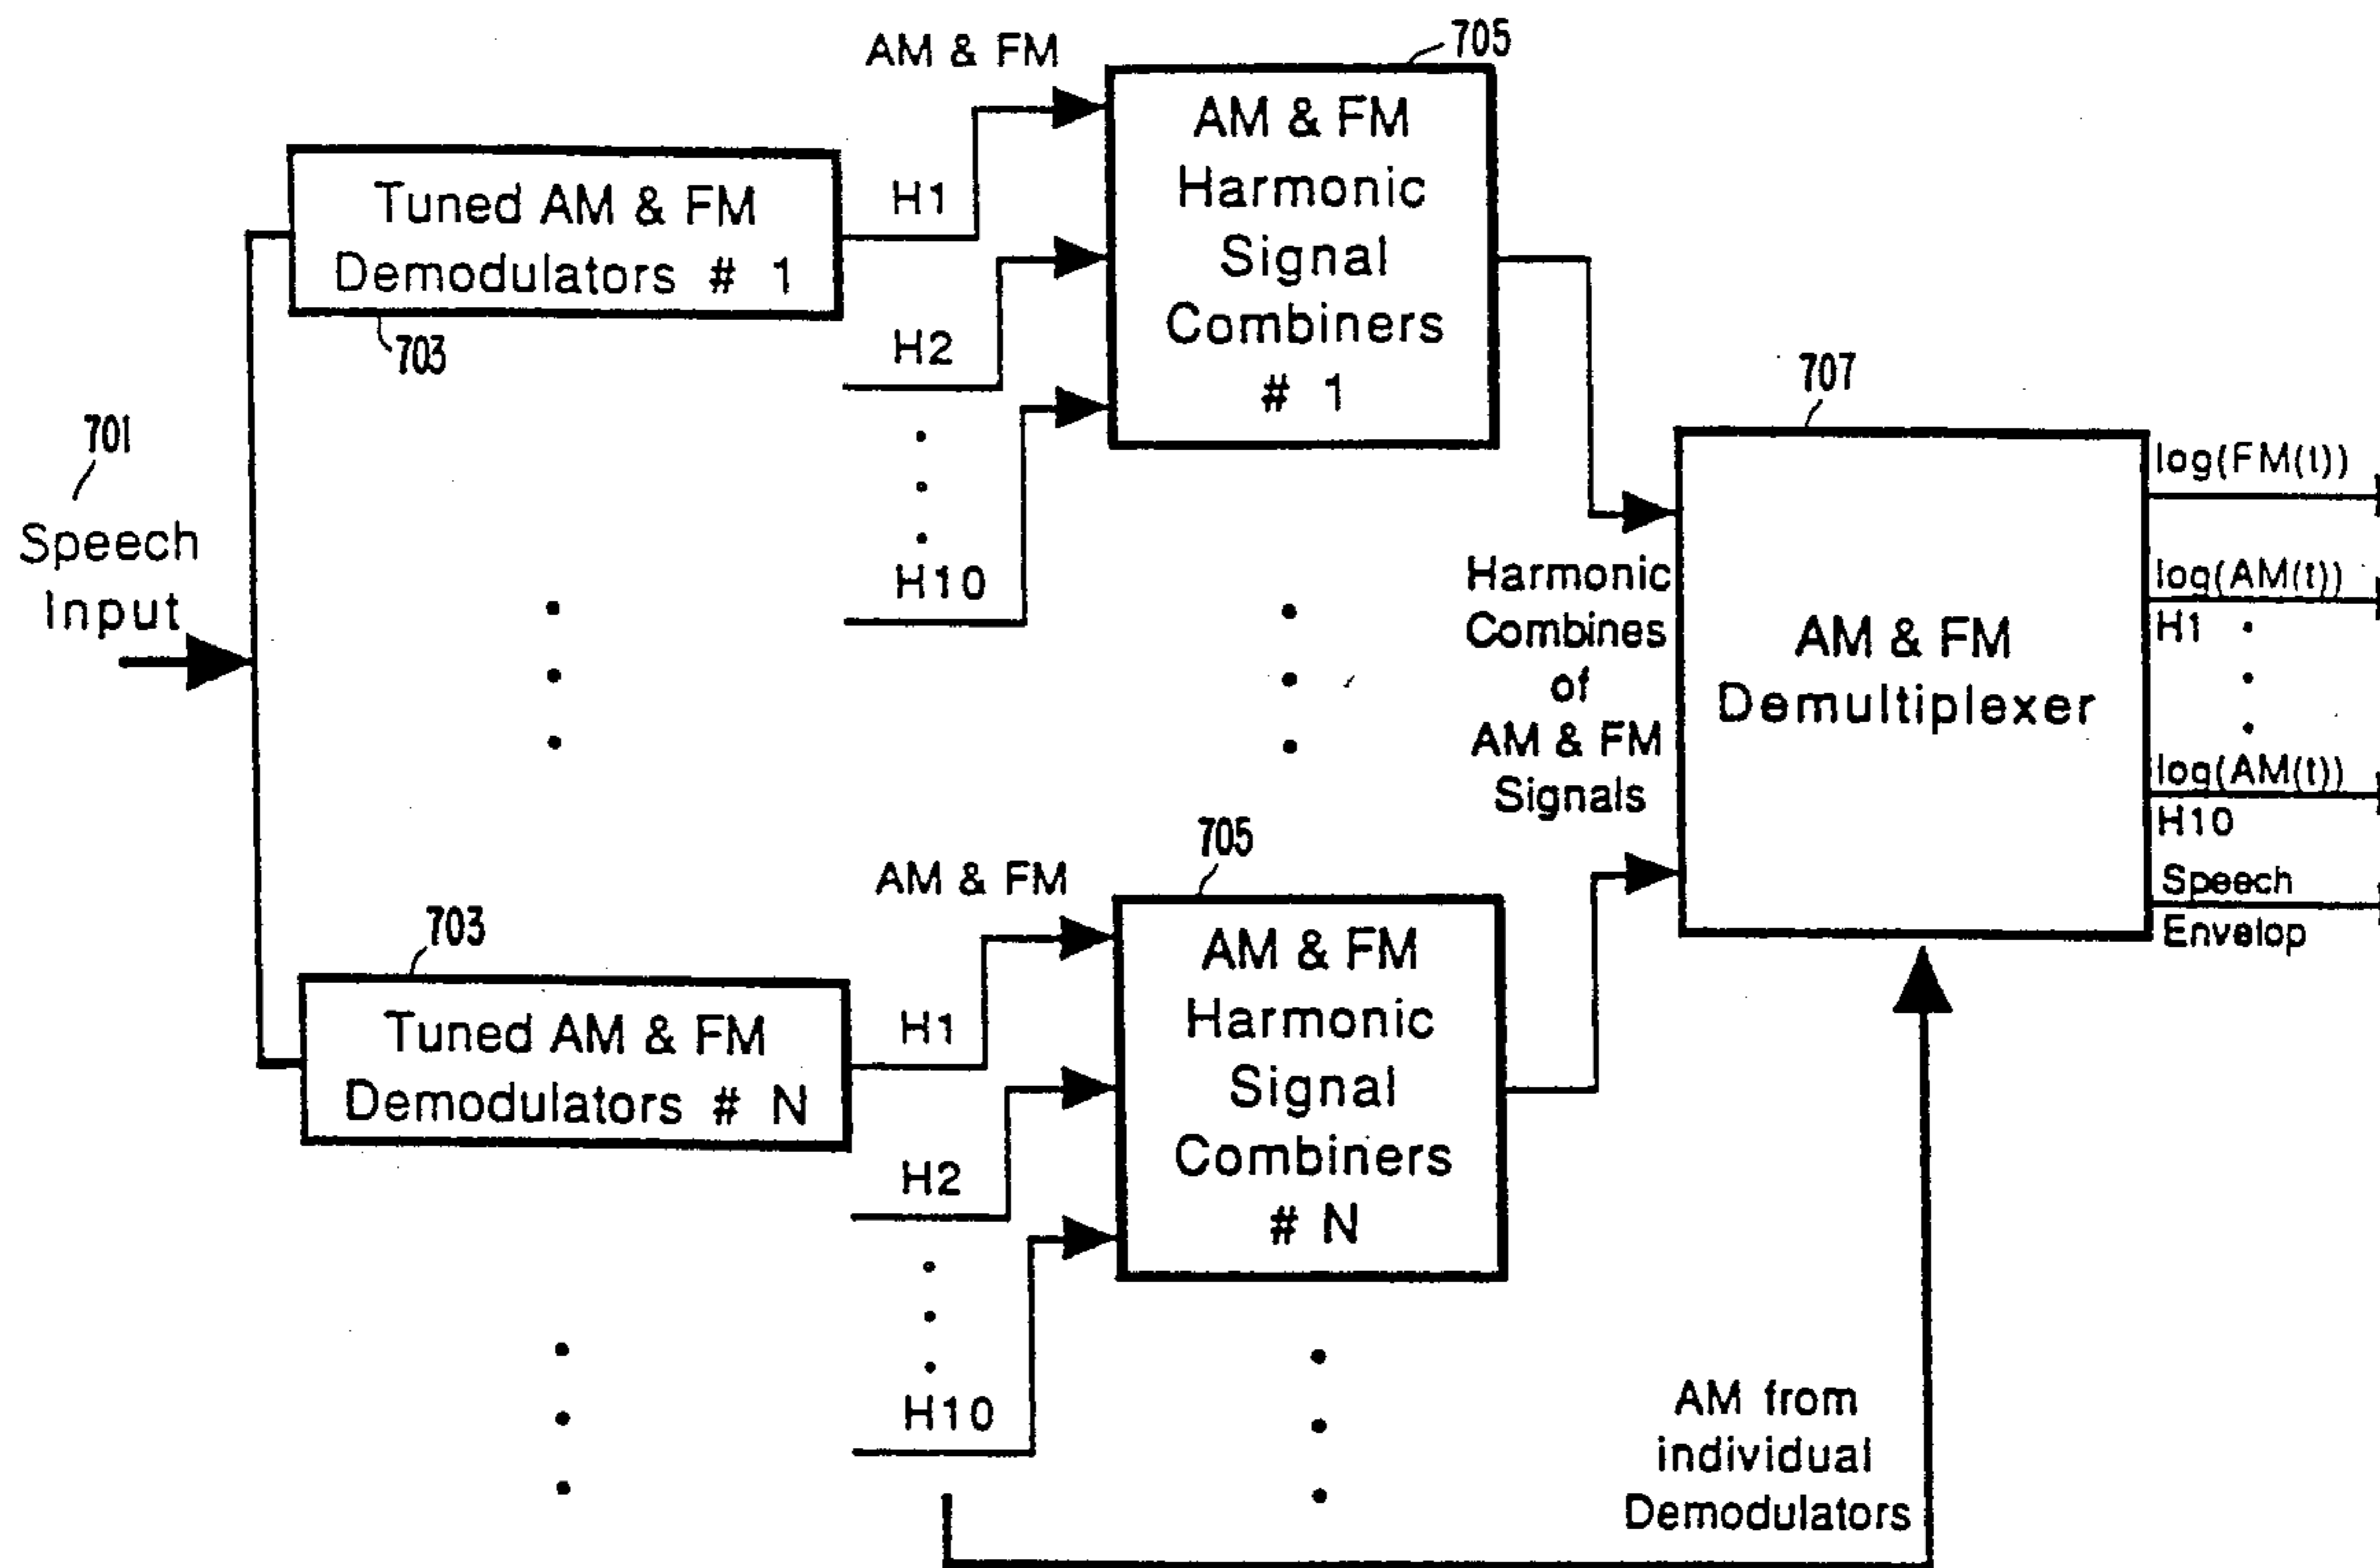 AM & FM
705
AM & FM
Harmonic
Signal
Combiners
# 1
Tuned AM & FM
Demodulators # 1
703
H1
H2
H10
701
Speech
Input
707
AM & FM
Demultiplexer
Harmonic
Combines
of
AM & FM
Signals
log(FM(t))
log(AM(t))
H1
log(AM(t))
H10
Speech
Envelop
AM & FM
705
AM & FM
Harmonic
Signal
Combiners
# N
703
Tuned AM & FM
Demodulators # N
H1
H2
H10
AM from
individual
Demodulators